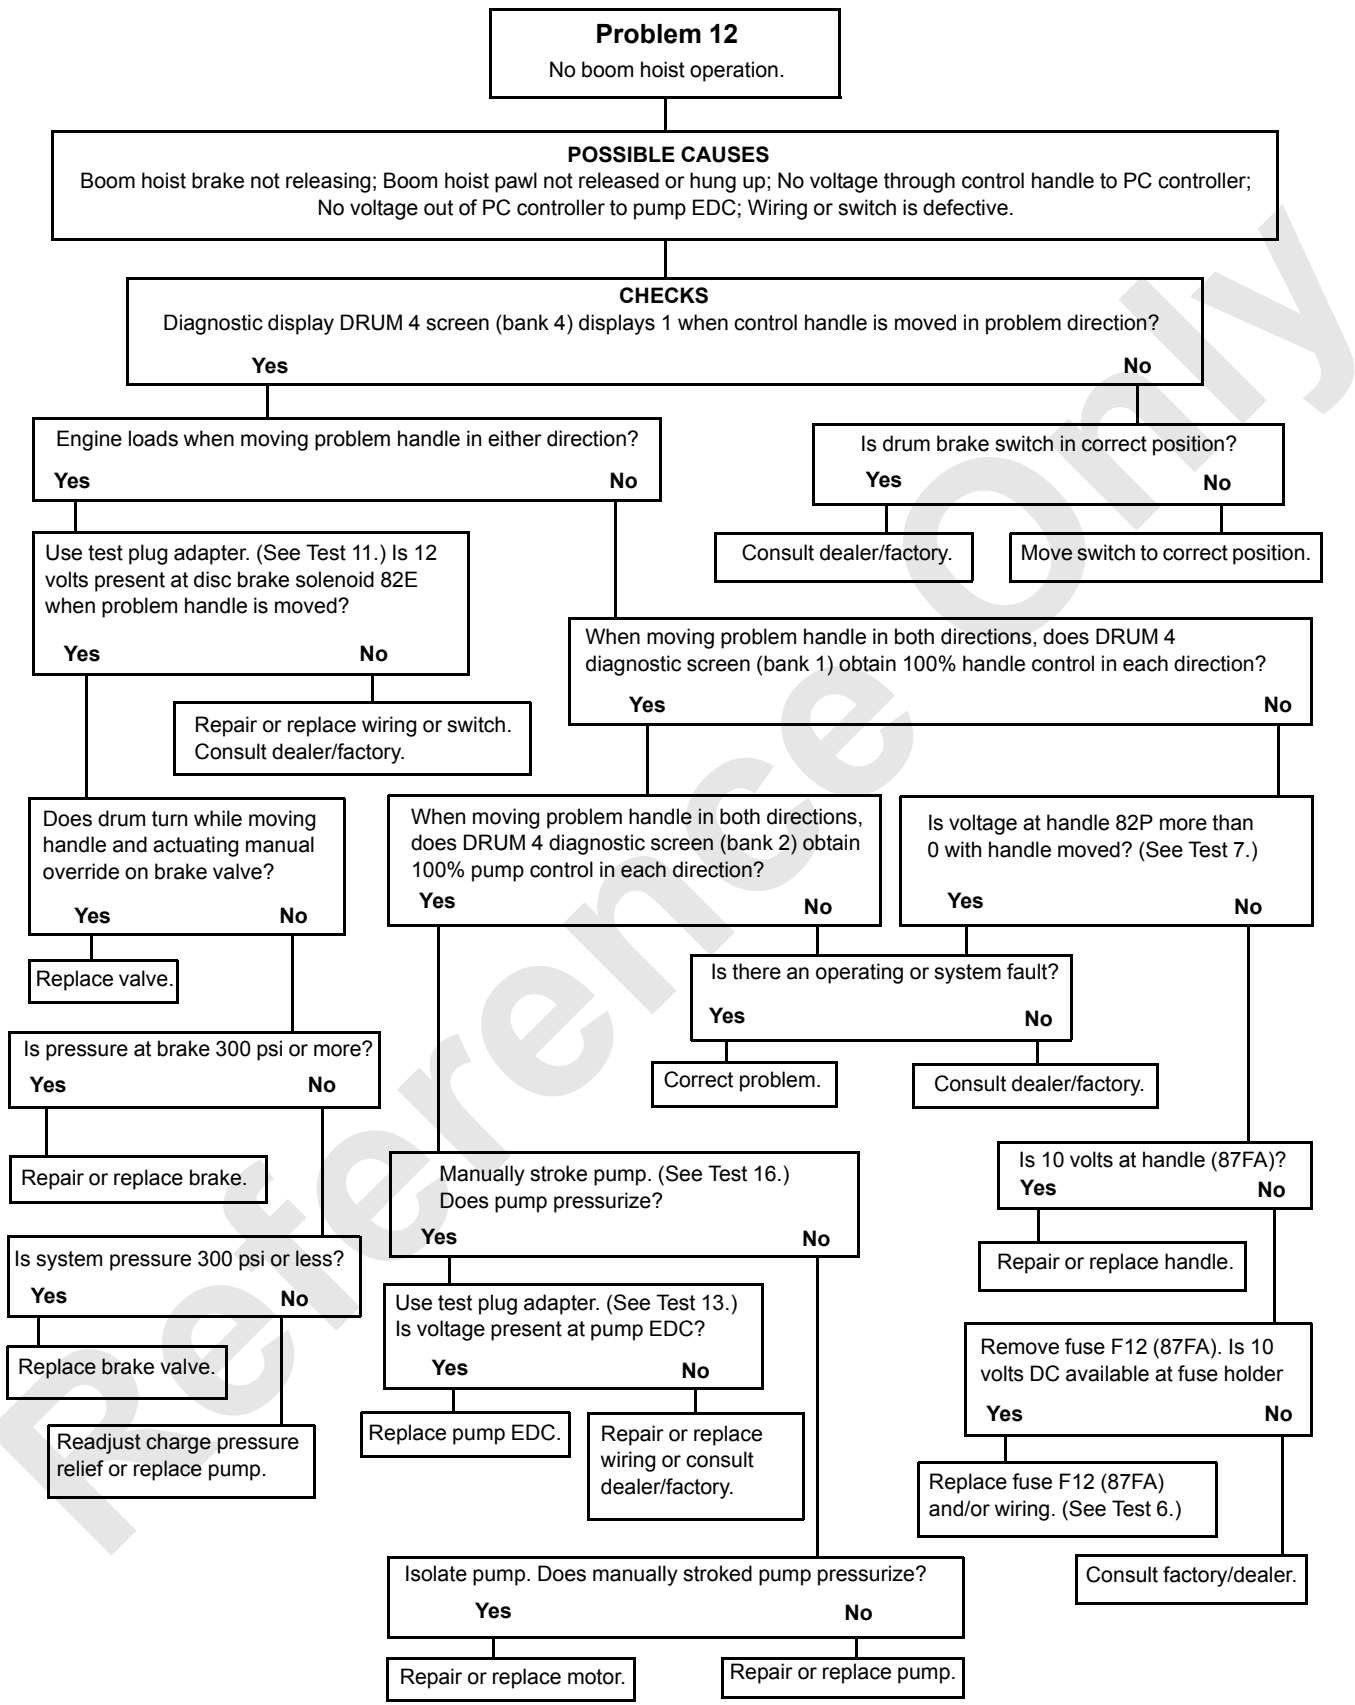 Problem 12
No boom hoist operation.
POSSIBLE CAUSES
Boom hoist brake not releasing; Boom hoist pawl not released or hung up; No voltage through control handle to PC controller;
No voltage out of PC controller to pump EDC; Wiring or switch is defective.
CHECKS
Diagnostic display DRUM 4 screen (bank 4) displays 1 when control handle is moved in problem direction?
Yes
No
Engine loads when moving problem handle in either direction?
Yes
No
Is drum brake switch in correct position?
Yes
No
Use test plug adapter. (See Test 11.) Is 12
volts present at disc brake solenoid 82E
when problem handle is moved?
Yes
No
Consult dealer/factory.
Move switch to correct position.
When moving problem handle in both directions, does DRUM 4
diagnostic screen (bank 1) obtain 100% handle control in each direction?
Yes
No
Repair or replace wiring or switch.
Consult dealer/factory.
Does drum turn while moving
handle and actuating manual
override on brake valve?
Yes
No
When moving problem handle in both directions,
does DRUM 4 diagnostic screen (bank 2) obtain
100% pump control in each direction?
Yes
No
Is voltage at handle 82P more than
0 with handle moved? (See Test 7.)
Yes
No
Replace valve.
Is there an operating or system fault?
Yes
No
Is pressure at brake 300 psi or more?
Yes
No
Correct problem.
Consult dealer/factory.
Repair or replace brake.
Manually stroke pump. (See Test 16.)
Does pump pressurize?
Yes
No
Is 10 volts at handle (87FA)?
Yes
No
Is system pressure 300 psi or less?
Yes
No
Repair or replace handle.
Use test plug adapter. (See Test 13.)
Is voltage present at pump EDC?
Yes
No
Remove fuse F12 (87FA). Is 10
volts DC available at fuse holder
Yes
No
Replace brake valve.
Readjust charge pressure
relief or replace pump.
Replace pump EDC.
Repair or replace
wiring or consult
dealer/factory.
Replace fuse F12 (87FA)
and/or wiring. (See Test 6.)
Consult factory/dealer.
Isolate pump. Does manually stroked pump pressurize?
Yes
No
Repair or replace motor.
Repair or replace pump.
Reference Only